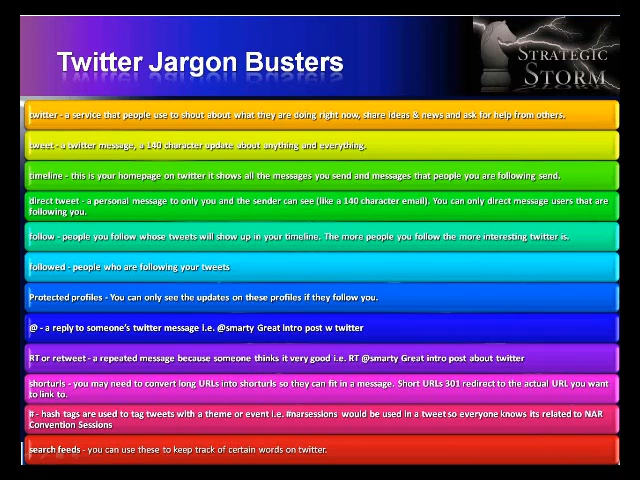 Twitter Jargon Busters
STRATEGIC
STORM
twitter - a service that people use to shout about what they are doing right now, share ideas & news and ask for help from others.
tweet - a twitter message, a 140 character update about anything and everything.
timeline - this is your homepage on twitter it shows all the messages you send and messages that people you are following send.
direct tweet - a personal message to only you and the sender can see (like a 140 character email). You can only direct message users that are
following you.
follow - people you follow whose tweets will show up in your timeline. The more people you follow the more interesting twitter is.
followed - people who are following your tweets
Protected profiles - You can only see the updates on these profiles if they follow you.
@ - a reply to someone's twitter message i.e. @smarty Great intro post w twitter
RT or retweet - a repeated message because someone thinks it very good i.e. RT @smarty Great intro post about twitter
shorturls - you may need to convert long URLs into shorturls so they can fit in a message. Short URLs 301 redirect to the actual URL you want
to link to.
# - hash tags are used to tag tweets with a theme or event i.e. #narsessions would be used in a tweet so everyone knows its related to NAR
Convention Sessions
search feeds - you can use these to keep track of certain words on twitter.